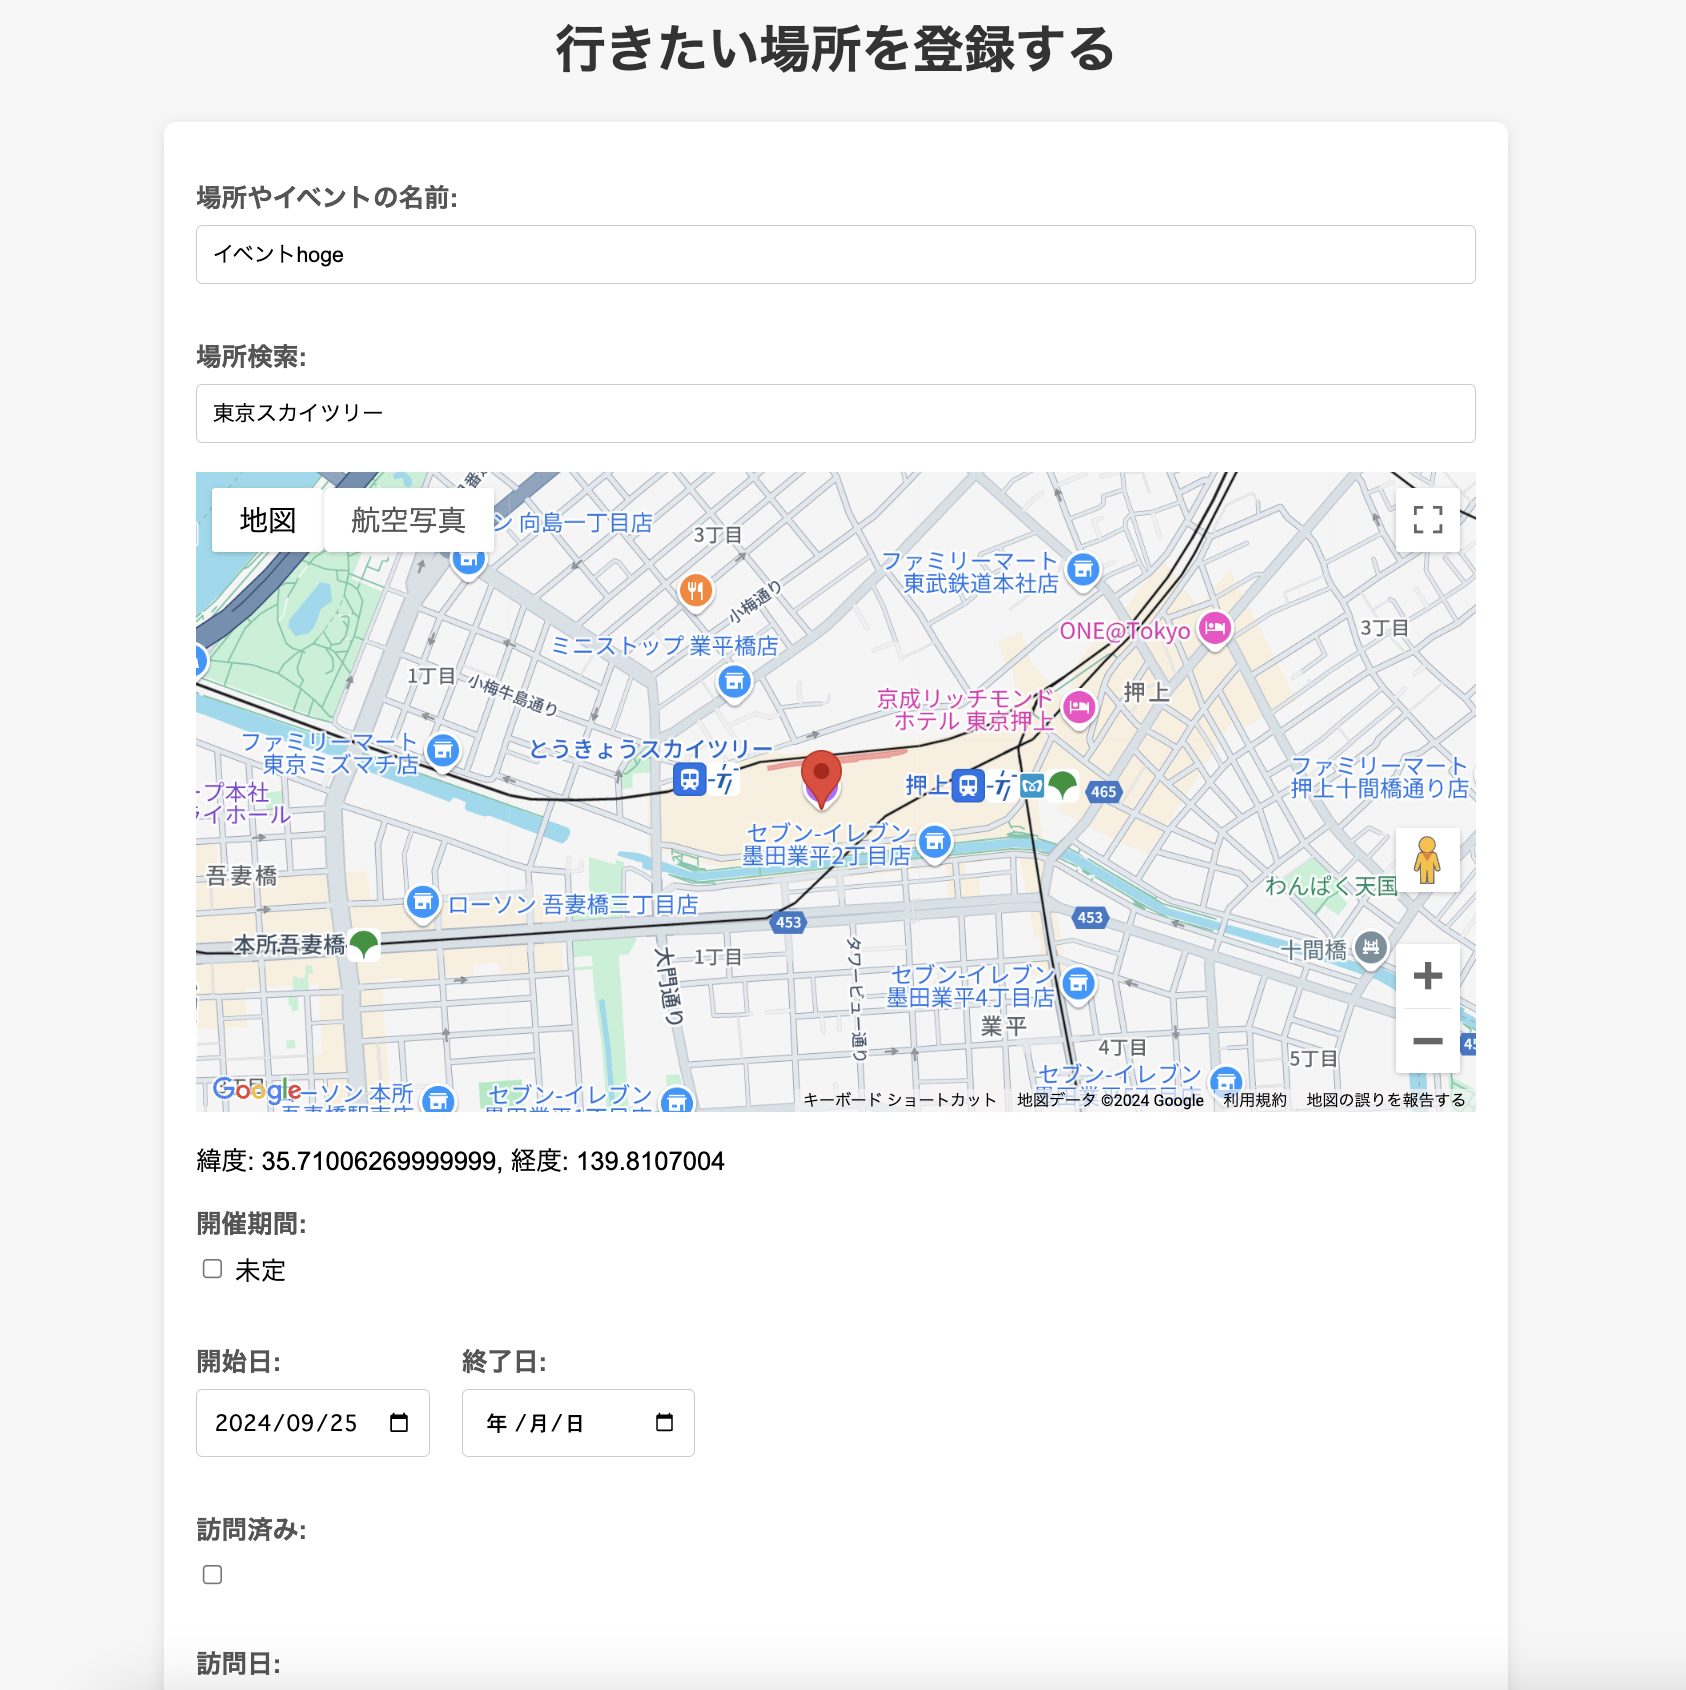 行きたい場所を登録する
場所やイベントの名前:
イベントhoge
場所検索:
東京スカイツリー
地図
航空写真
ン 向島一丁目店
3丁目
小梅通り
ファミリーマート
東武鉄道本社店
ONE@Tokyo
3丁目
ミニストップ 業平橋店
1丁目
小梅牛島通り
京成リッチモンド
ホテル 東京押上
押上
ファミリーマート
東京ミズマチ店
とうきょうスカイツリー
押上
465
ファミリーマート
押上十間橋通り店
プ本社
イホール
セブン-イレブン
墨田業平2丁目店
吾妻橋
わんぱく天国
ローソン 吾妻橋三丁目店
453
453
本所吾妻橋
大門通り
1丁目
タワービュー通り
十間橋
セブン-イレブン
墨田業平4丁目店
業平
4丁目
5丁目
45
セブン-イレブン
Google
ーソン 本所
セブン-イレブン
キーボード ショートカット
地図データ ©2024 Google
利用規約
地図の誤りを報告する
緯度: 35.71006269999999, 経度: 139.8107004
開催期間:
未定
開始日:
終了日:
2024/09/25
年 /月/日
訪問済み:
訪問日: